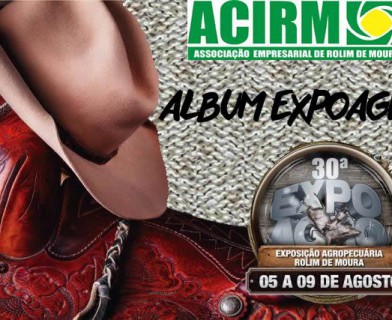 ACIRM
ASSOCIAÇÃO EMPRESARIAL DE ROLIM DE MOURA
ALBUM EXPOAG
30ª
EXPO
AGRO
EXPOSIÇÃO AGROPECUÁRIA
ROLIM DE MOURA
05 A 09 DE AGOSTO